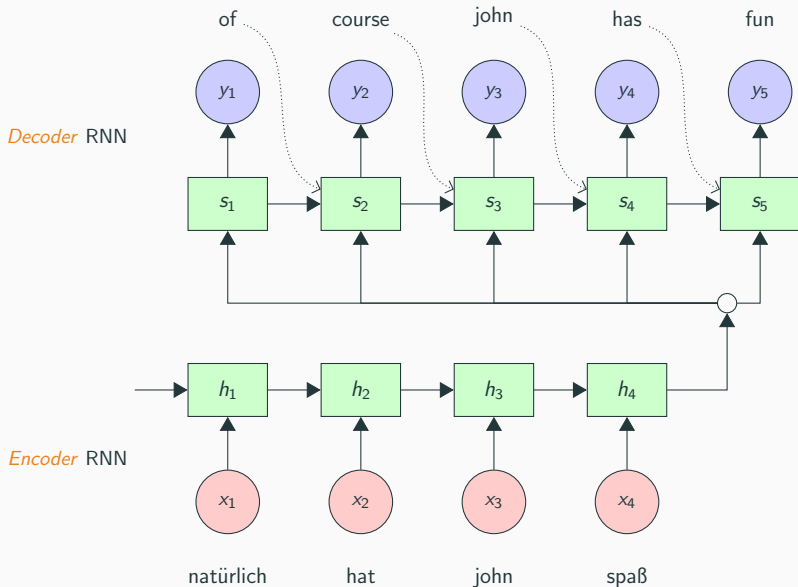 of course john has fun
y₁ y₂ y₃ y₄ y₅
Decoder RNN
s₁ s₂ s₃ s₄ s₅
h₁ h₂ h₃ h₄
Encoder RNN
x₁ x₂ x₃ x₄
natürlich hat john spaß